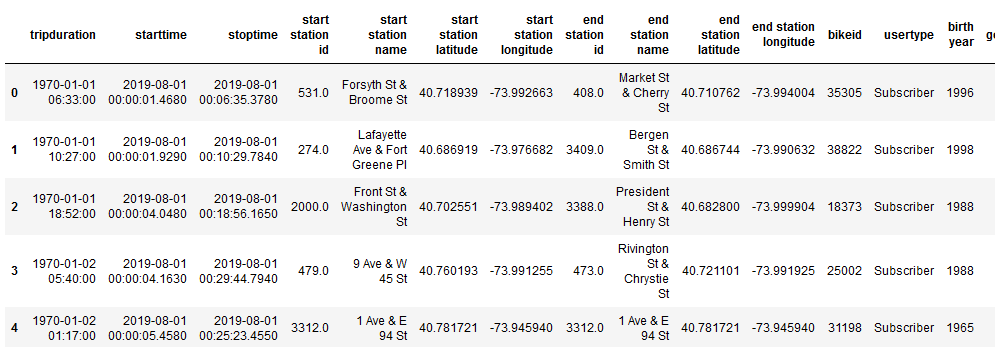 tripduration starttime stoptime start station id start station name start station latitude start station longitude end station id end station name end station latitude end station longitude bikeid usertype birth year
0 1970-01-01 06:33:00 2019-08-01 00:00:01.4680 2019-08-01 00:06:35.3780 531.0 Forsyth St & Broome St 40.718939 -73.992663 408.0 Market St & Cherry St 40.710762 -73.994004 35305 Subscriber 1996
1 1970-01-01 10:27:00 2019-08-01 00:00:01.9290 2019-08-01 00:10:29.7840 274.0 Lafayette Ave & Fort Greene Pl 40.686919 -73.976682 3409.0 Bergen St & Smith St 40.686744 -73.990632 38822 Subscriber 1998
2 1970-01-01 18:52:00 2019-08-01 00:00:04.0480 2019-08-01 00:18:56.1650 2000.0 Front St & Washington St 40.702551 -73.989402 3388.0 President St & Henry St 40.682800 -73.999904 18373 Subscriber 1988
3 1970-01-02 05:40:00 2019-08-01 00:00:04.1630 2019-08-01 00:29:44.7940 479.0 9 Ave & W 45 St 40.760193 -73.991255 473.0 Rivington St & Chrystie St 40.721101 -73.991925 25002 Subscriber 1988
4 1970-01-02 01:17:00 2019-08-01 00:00:05.4580 2019-08-01 00:25:23.4550 3312.0 1 Ave & E 94 St 40.781721 -73.945940 3312.0 1 Ave & E 94 St 40.781721 -73.945940 31198 Subscriber 1965